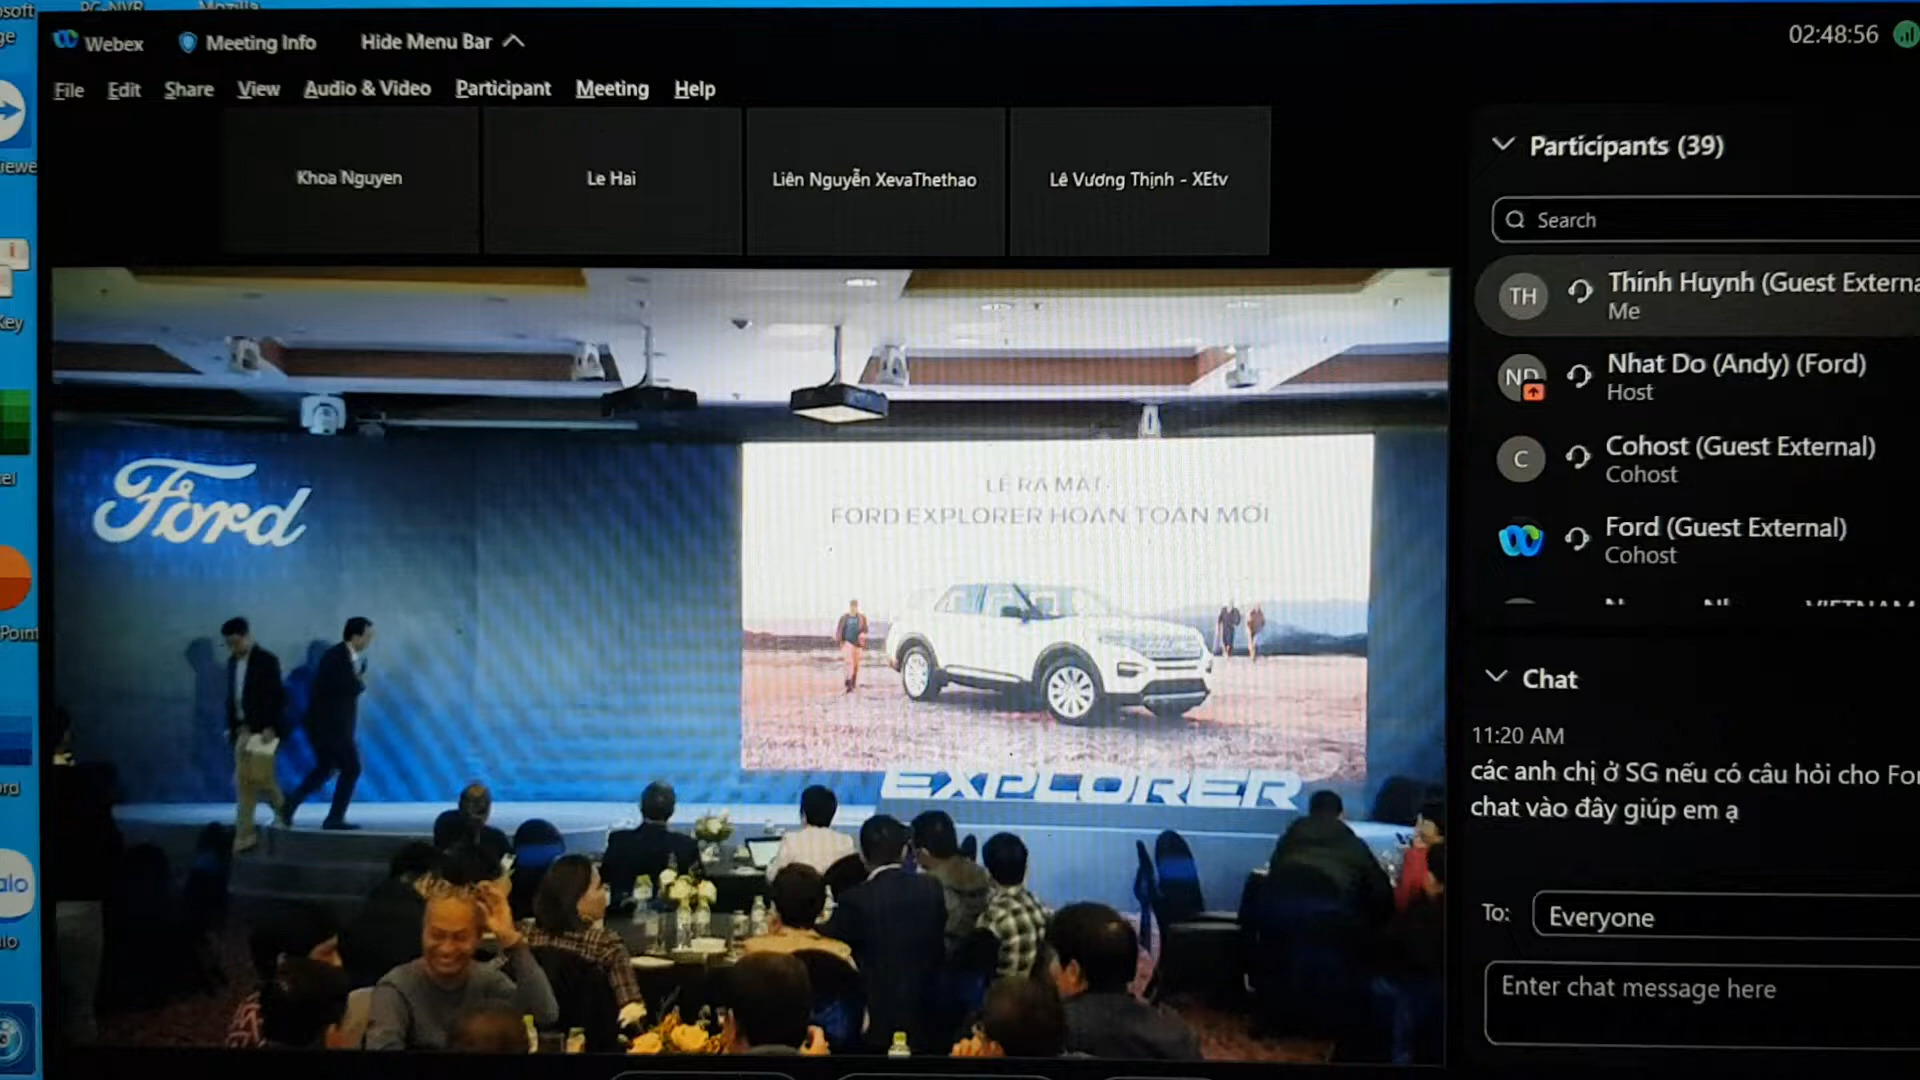 Webex
Meeting Info
Hide Menu Bar
02:48:56
File
Edit
Share
View
Audio & Video
Participant
Meeting
Help
Khoa Nguyen
Le Hai
Liên Nguyễn XevaThethao
Lê Vương Thịnh - XEtv
Participants (39)
Search
TH
Thinh Huynh (Guest Externa
Me
ND
Nhat Do (Andy) (Ford)
Host
C
Cohost (Guest External)
Cohost
Ford (Guest External)
Cohost
Ford
LỄ RA MẮT
FORD EXPLORER HOÀN TOÀN MỚI
EXPLORER
Chat
11:20 AM
các anh chị ở SG nếu có câu hỏi cho For
chat vào đây giúp em ạ
To:
Everyone
Enter chat message here